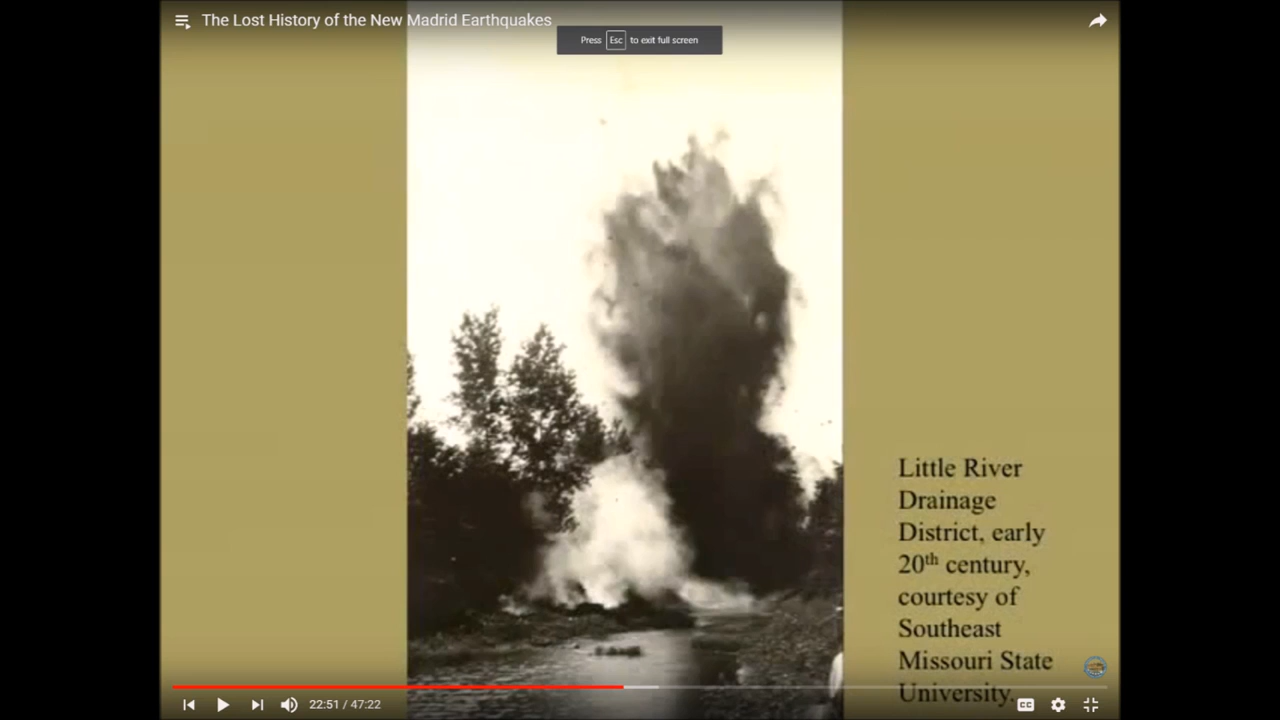 The Lost History of the New Madrid Earthquakes
Press Esc to exit full screen
Little River
Drainage
District, early
20th century,
courtesy of
Southeast
Missouri State
University.
22:51 / 47:22
CC